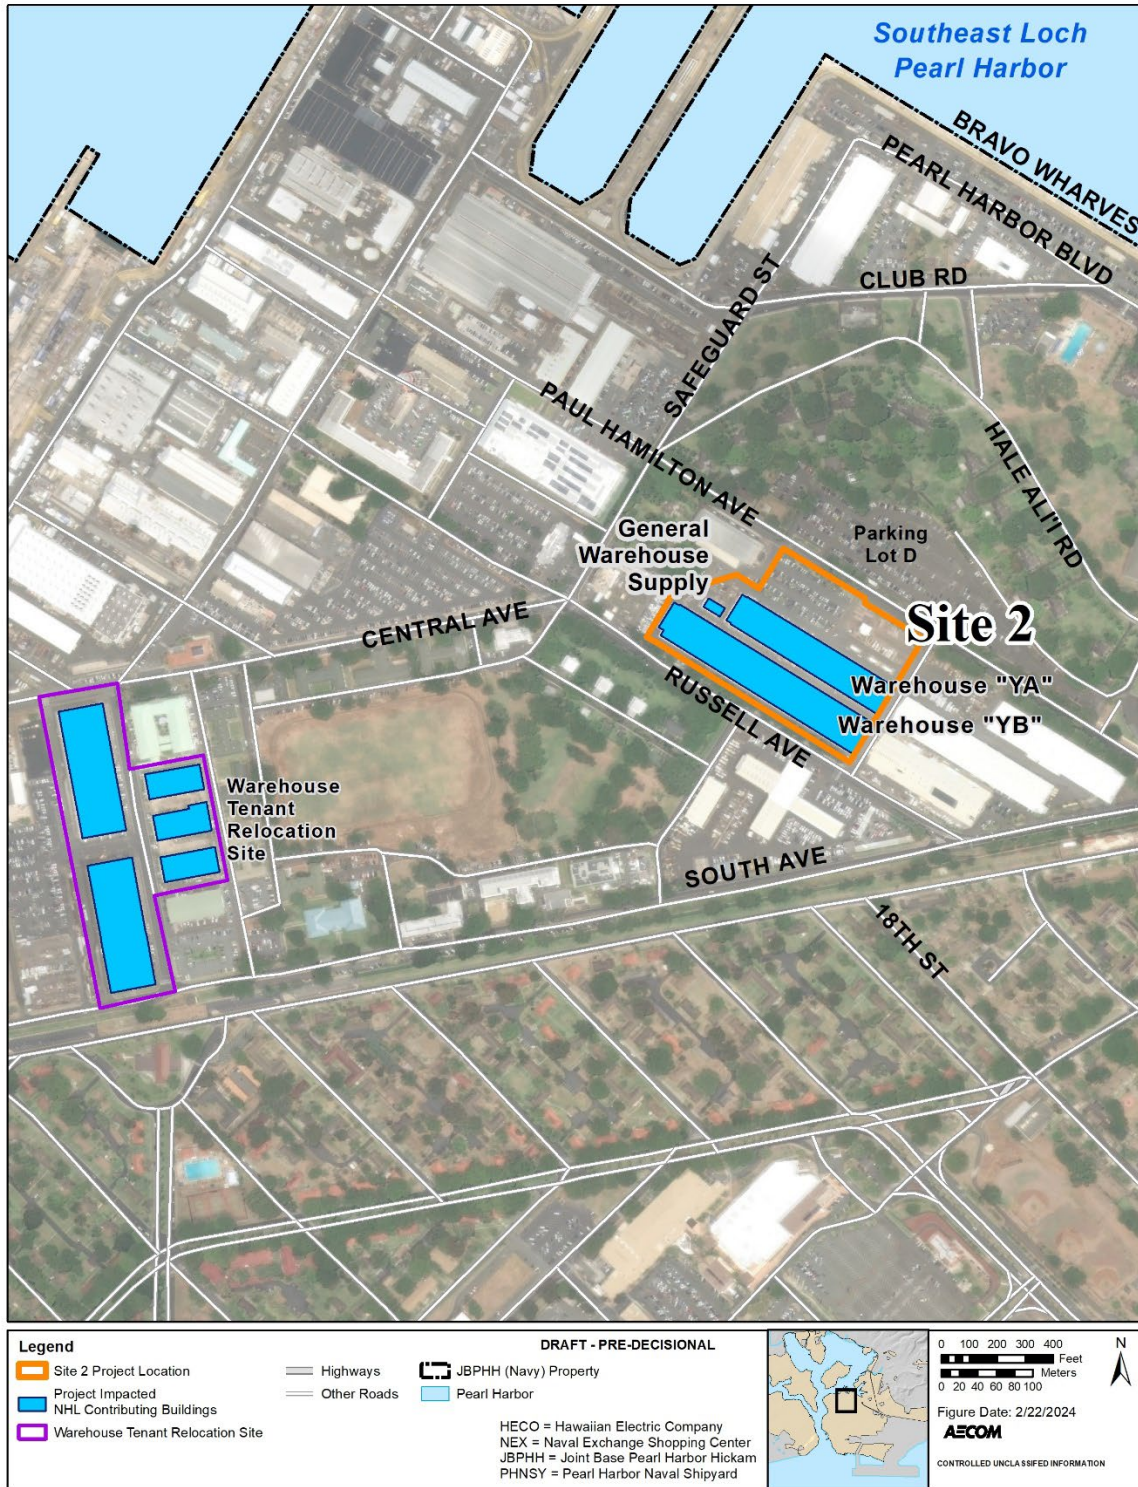 Southeast Loch
Pearl Harbor
BRAVO WHARVES
PEARL HARBOR BLVD
CLUB RD
SAFEGUARD ST
PAUL HAMILTON AVE
HALE ALI'I RD
General
Warehouse
Supply
Parking
Lot D
Site 2
CENTRAL AVE
Warehouse "YA"
RUSSELL AVE
Warehouse "YB"
Warehouse
Tenant
Relocation
Site
SOUTH AVE
18TH ST
Legend
Site 2 Project Location
Project Impacted
NHL Contributing Buildings
Warehouse Tenant Relocation Site
Highways
Other Roads
DRAFT - PRE-DECISIONAL
JBPHH (Navy) Property
Pearl Harbor
HECO = Hawaiian Electric Company
NEX = Naval Exchange Shopping Center
JBPHH = Joint Base Pearl Harbor Hickam
PHNSY = Pearl Harbor Naval Shipyard
0 100 200 300 400
Feet
Meters
0 20 40 60 80 100
N
Figure Date: 2/22/2024
AECOM
CONTROLLED UNCLASSIFED INFORMATION